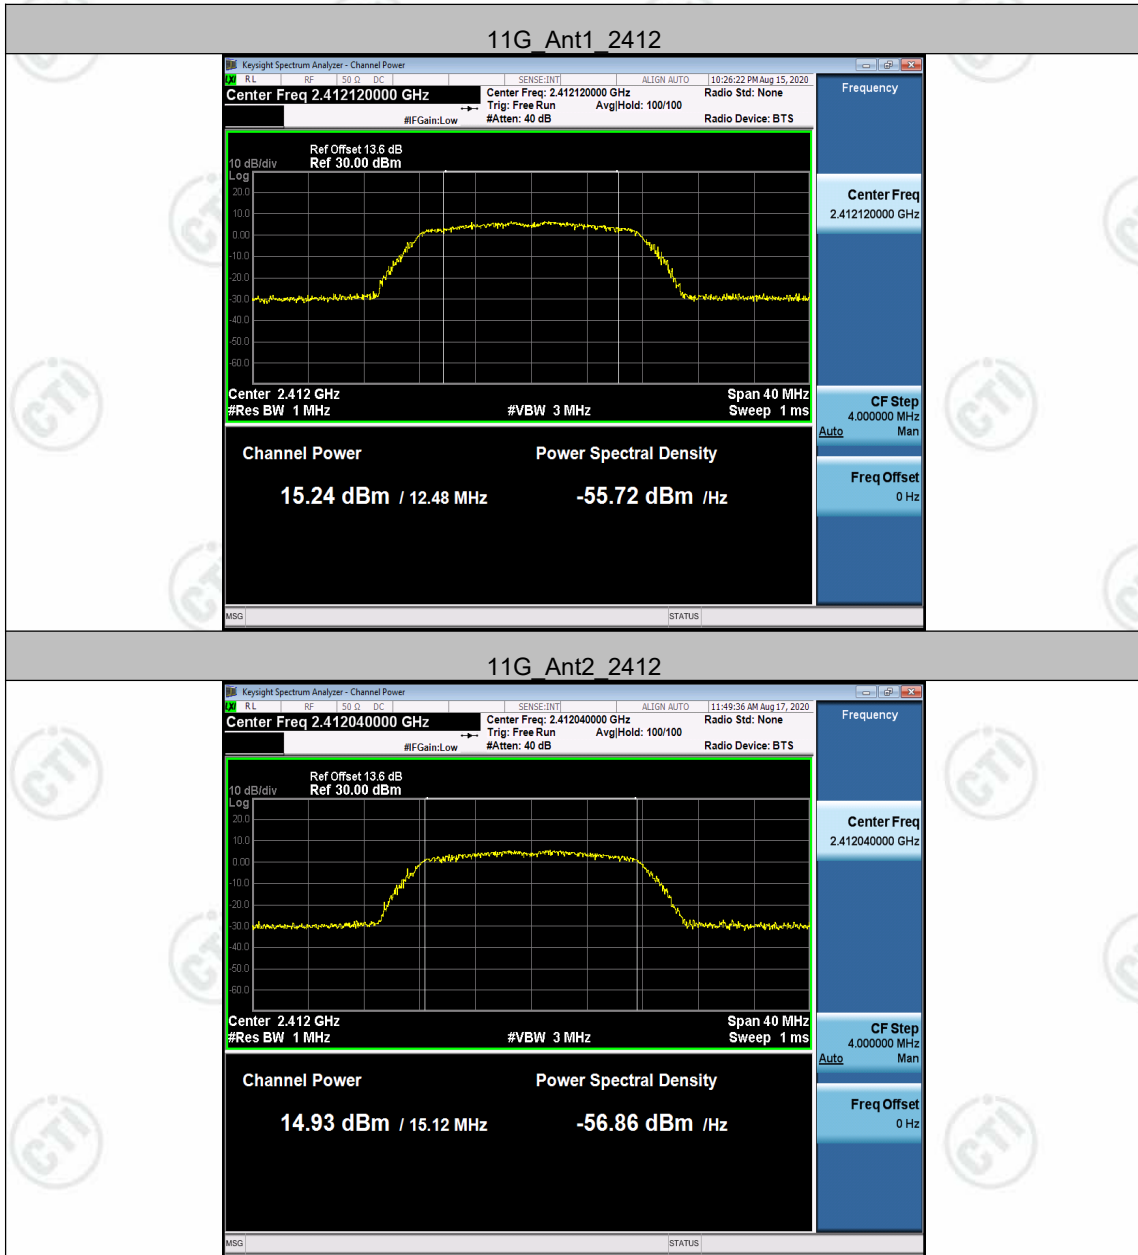 11G_Ant1_2412
Keysight Spectrum Analyzer - Channel Power
LXI RL RF 50 Ω DC SENSE:INT ALIGN AUTO 10:26:22 PM Aug 15, 2020
Center Freq 2.412120000 GHz Center Freq: 2.412120000 GHz Radio Std: None
Trig: Free Run Avg|Hold: 100/100
#IFGain:Low #Atten: 40 dB Radio Device: BTS
Frequency
Ref Offset 13.6 dB
10 dB/div Ref 30.00 dBm
Log
20.0
10.0
0.00
-10.0
-20.0
-30.0
-40.0
-50.0
-60.0
Center 2.412 GHz Span 40 MHz
#Res BW 1 MHz #VBW 3 MHz Sweep 1 ms
Center Freq
2.412120000 GHz
CF Step
4.000000 MHz
Auto Man
Freq Offset
0 Hz
Channel Power Power Spectral Density
15.24 dBm / 12.48 MHz -55.72 dBm /Hz
MSG STATUS
11G_Ant2_2412
Keysight Spectrum Analyzer - Channel Power
LXI RL RF 50 Ω DC SENSE:INT ALIGN AUTO 11:49:36 AM Aug 17, 2020
Center Freq 2.412040000 GHz Center Freq: 2.412040000 GHz Radio Std: None
Trig: Free Run Avg|Hold: 100/100
#IFGain:Low #Atten: 40 dB Radio Device: BTS
Frequency
Ref Offset 13.6 dB
10 dB/div Ref 30.00 dBm
Log
20.0
10.0
0.00
-10.0
-20.0
-30.0
-40.0
-50.0
-60.0
Center 2.412 GHz Span 40 MHz
#Res BW 1 MHz #VBW 3 MHz Sweep 1 ms
Center Freq
2.412040000 GHz
CF Step
4.000000 MHz
Auto Man
Freq Offset
0 Hz
Channel Power Power Spectral Density
14.93 dBm / 15.12 MHz -56.86 dBm /Hz
MSG STATUS
CTI